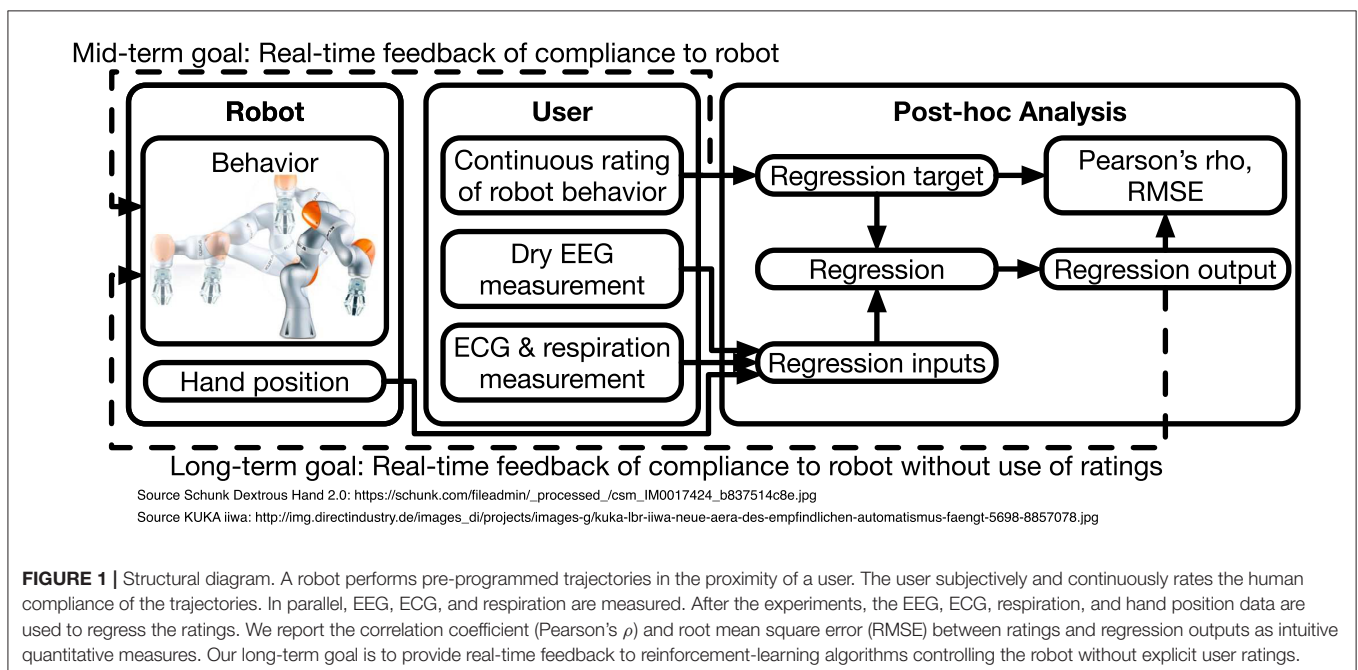 Mid-term goal: Real-time feedback of compliance to robot
Robot
Behavior
Hand position
User
Continuous rating
of robot behavior
Dry EEG
measurement
ECG & respiration
measurement
Post-hoc Analysis
Regression target
Pearson's rho,
RMSE
Regression
Regression output
Regression inputs
Long-term goal: Real-time feedback of compliance to robot without use of ratings
Source Schunk Dextrous Hand 2.0: https://schunk.com/fileadmin/_processed_/csm_IM0017424_b837514c8e.jpg
Source KUKA iiwa: http://img.directindustry.de/images_di/projects/images-g/kuka-lbr-iiwa-neue-aera-des-empfindlichen-automatismus-faengt-5698-8857078.jpg
FIGURE 1 | Structural diagram. A robot performs pre-programmed trajectories in the proximity of a user. The user subjectively and continuously rates the human
compliance of the trajectories. In parallel, EEG, ECG, and respiration are measured. After the experiments, the EEG, ECG, respiration, and hand position data are
used to regress the ratings. We report the correlation coefficient (Pearson's ρ) and root mean square error (RMSE) between ratings and regression outputs as intuitive
quantitative measures. Our long-term goal is to provide real-time feedback to reinforcement-learning algorithms controlling the robot without explicit user ratings.